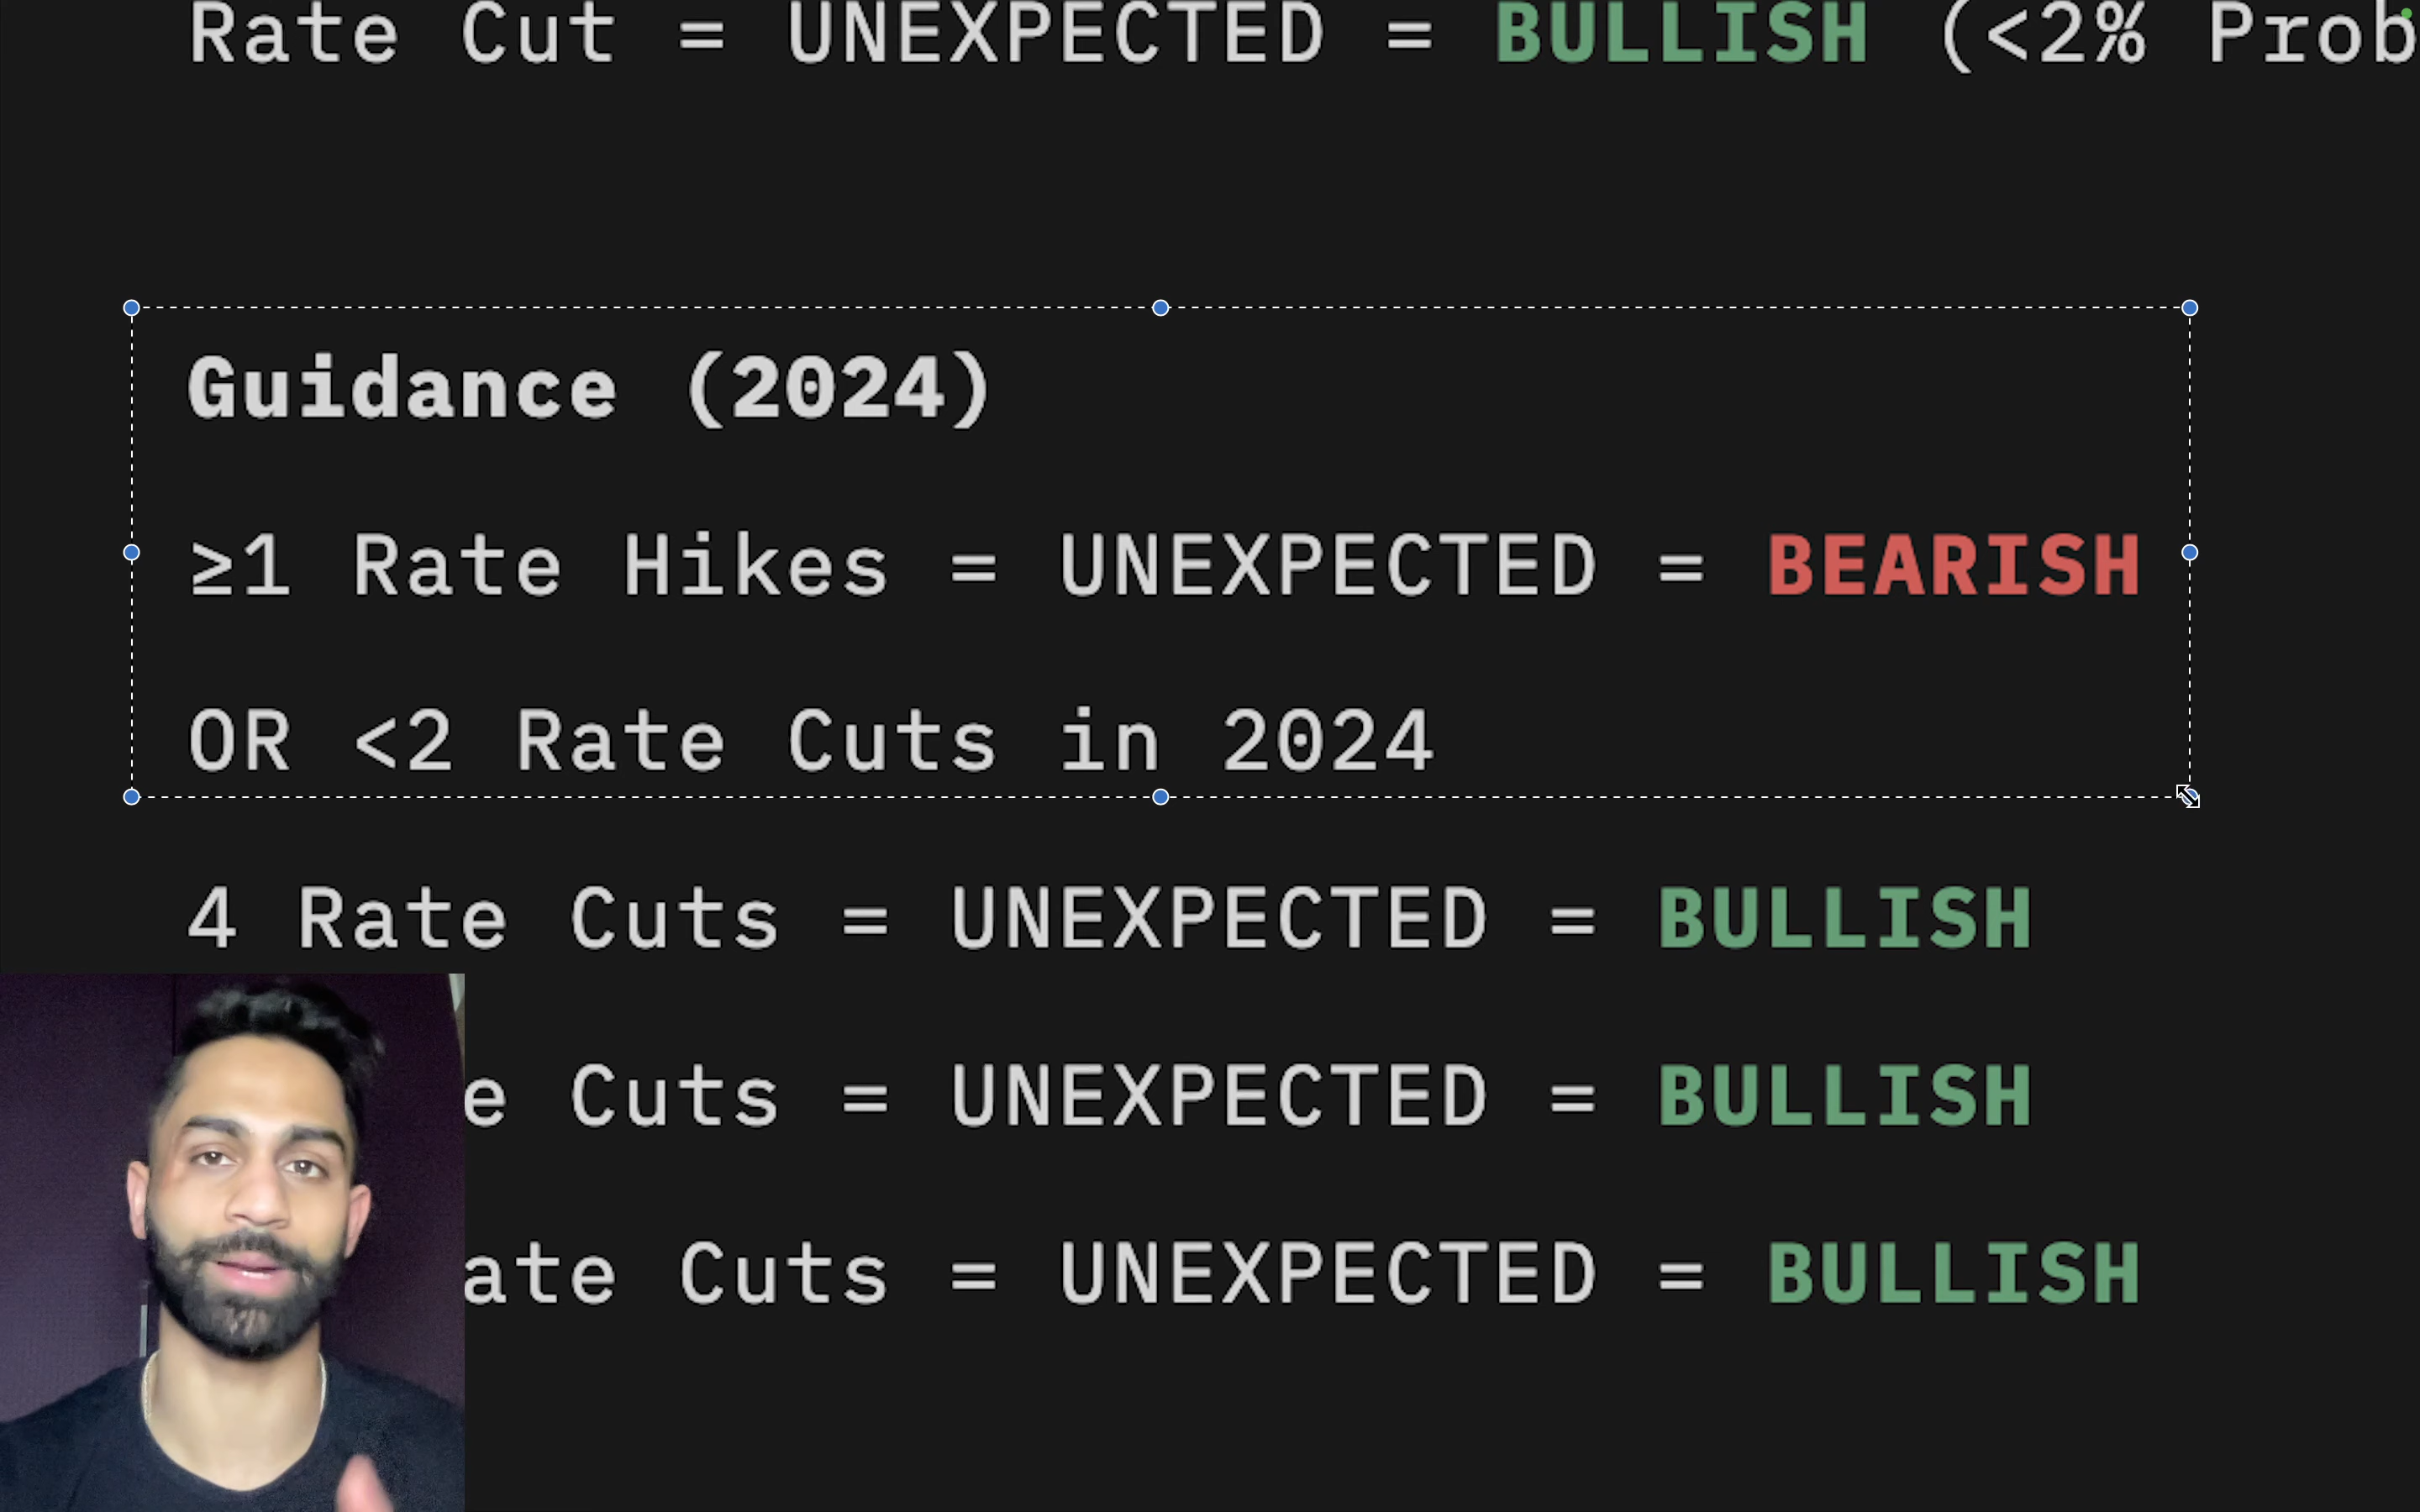 Rate Cut = UNEXPECTED = BULLISH (<2% Prob
Guidance (2024)
≥1 Rate Hikes = UNEXPECTED = BEARISH
OR <2 Rate Cuts in 2024
4 Rate Cuts = UNEXPECTED = BULLISH
Cuts = UNEXPECTED = BULLISH
Cuts = UNEXPECTED = BULLISH